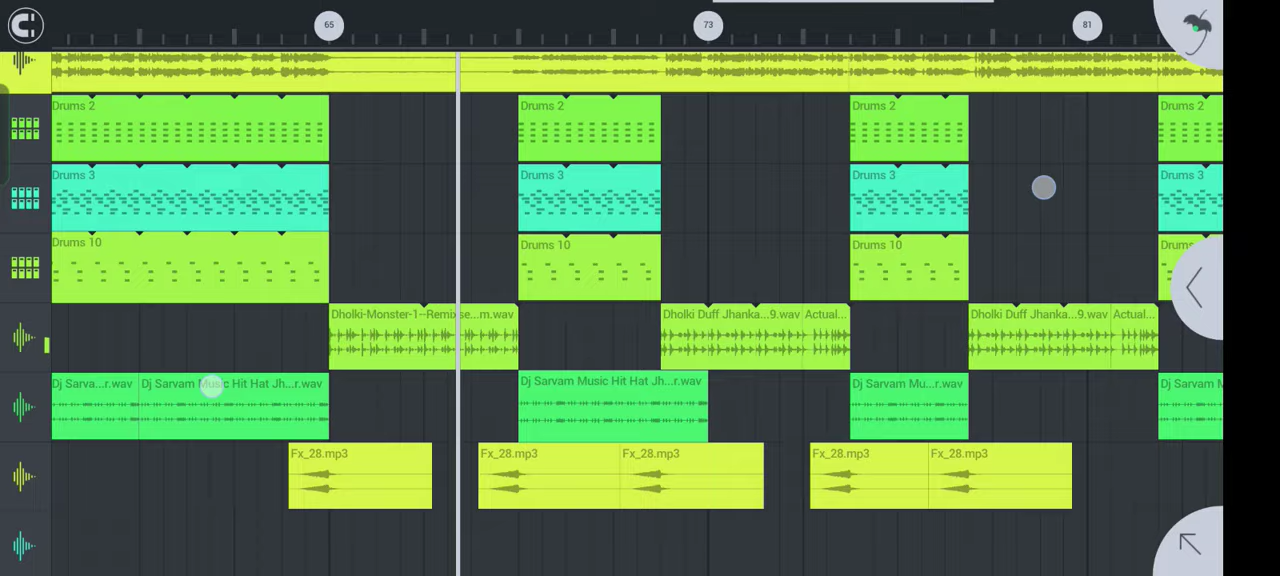 65 73 81
Drums 2 Drums 2 Drums 2 Drums 2
Drums 3 Drums 3 Drums 3 Drums 3
Drums 10 Drums 10 Drums 10 Drums
Dholki-Monster-1--Remixse...m.wav Dholki Duff Jhanka...9.wav Actual... Dholki Duff Jhanka...9.wav Actual...
Dj Sarva...r.wav Dj Sarvam Music Hit Hat Jh...r.wav Dj Sarvam Music Hit Hat Jh...r.wav Dj Sarvam Mu...r.wav Dj Sarvam M
Fx_28.mp3 Fx_28.mp3 Fx_28.mp3 Fx_28.mp3 Fx_28.mp3